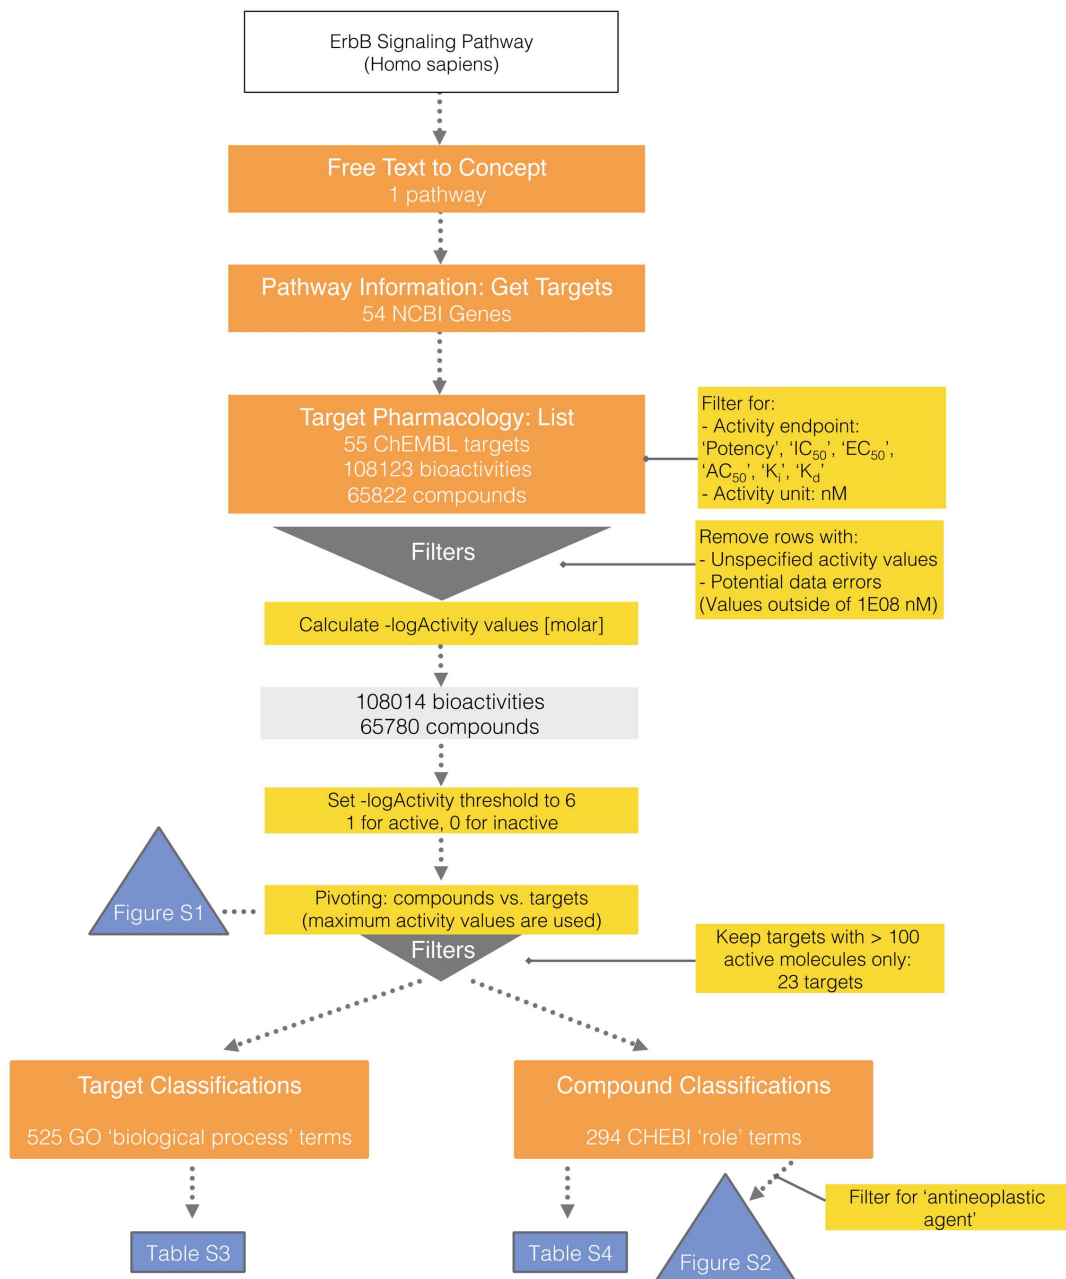 ErbB Signaling Pathway
(Homo sapiens)
Free Text to Concept
1 pathway
Pathway Information: Get Targets
54 NCBI Genes
Target Pharmacology: List
55 ChEMBL targets
108123 bioactivities
65822 compounds
Filter for:
- Activity endpoint:
‘Potency’, ‘IC50’, ‘EC50’,
‘AC50’, ‘Ki’, ‘Kd’
- Activity unit: nM
Filters
Remove rows with:
- Unspecified activity values
- Potential data errors
(Values outside of 1E08 nM)
Calculate -logActivity values [molar]
108014 bioactivities
65780 compounds
Set -logActivity threshold to 6
1 for active, 0 for inactive
Figure S1
Pivoting: compounds vs. targets
(maximum activity values are used)
Filters
Keep targets with > 100
active molecules only:
23 targets
Target Classifications
525 GO ‘biological process’ terms
Compound Classifications
294 CHEBI ‘role’ terms
Filter for ‘antineoplastic
agent’
Table S3
Table S4
Figure S2